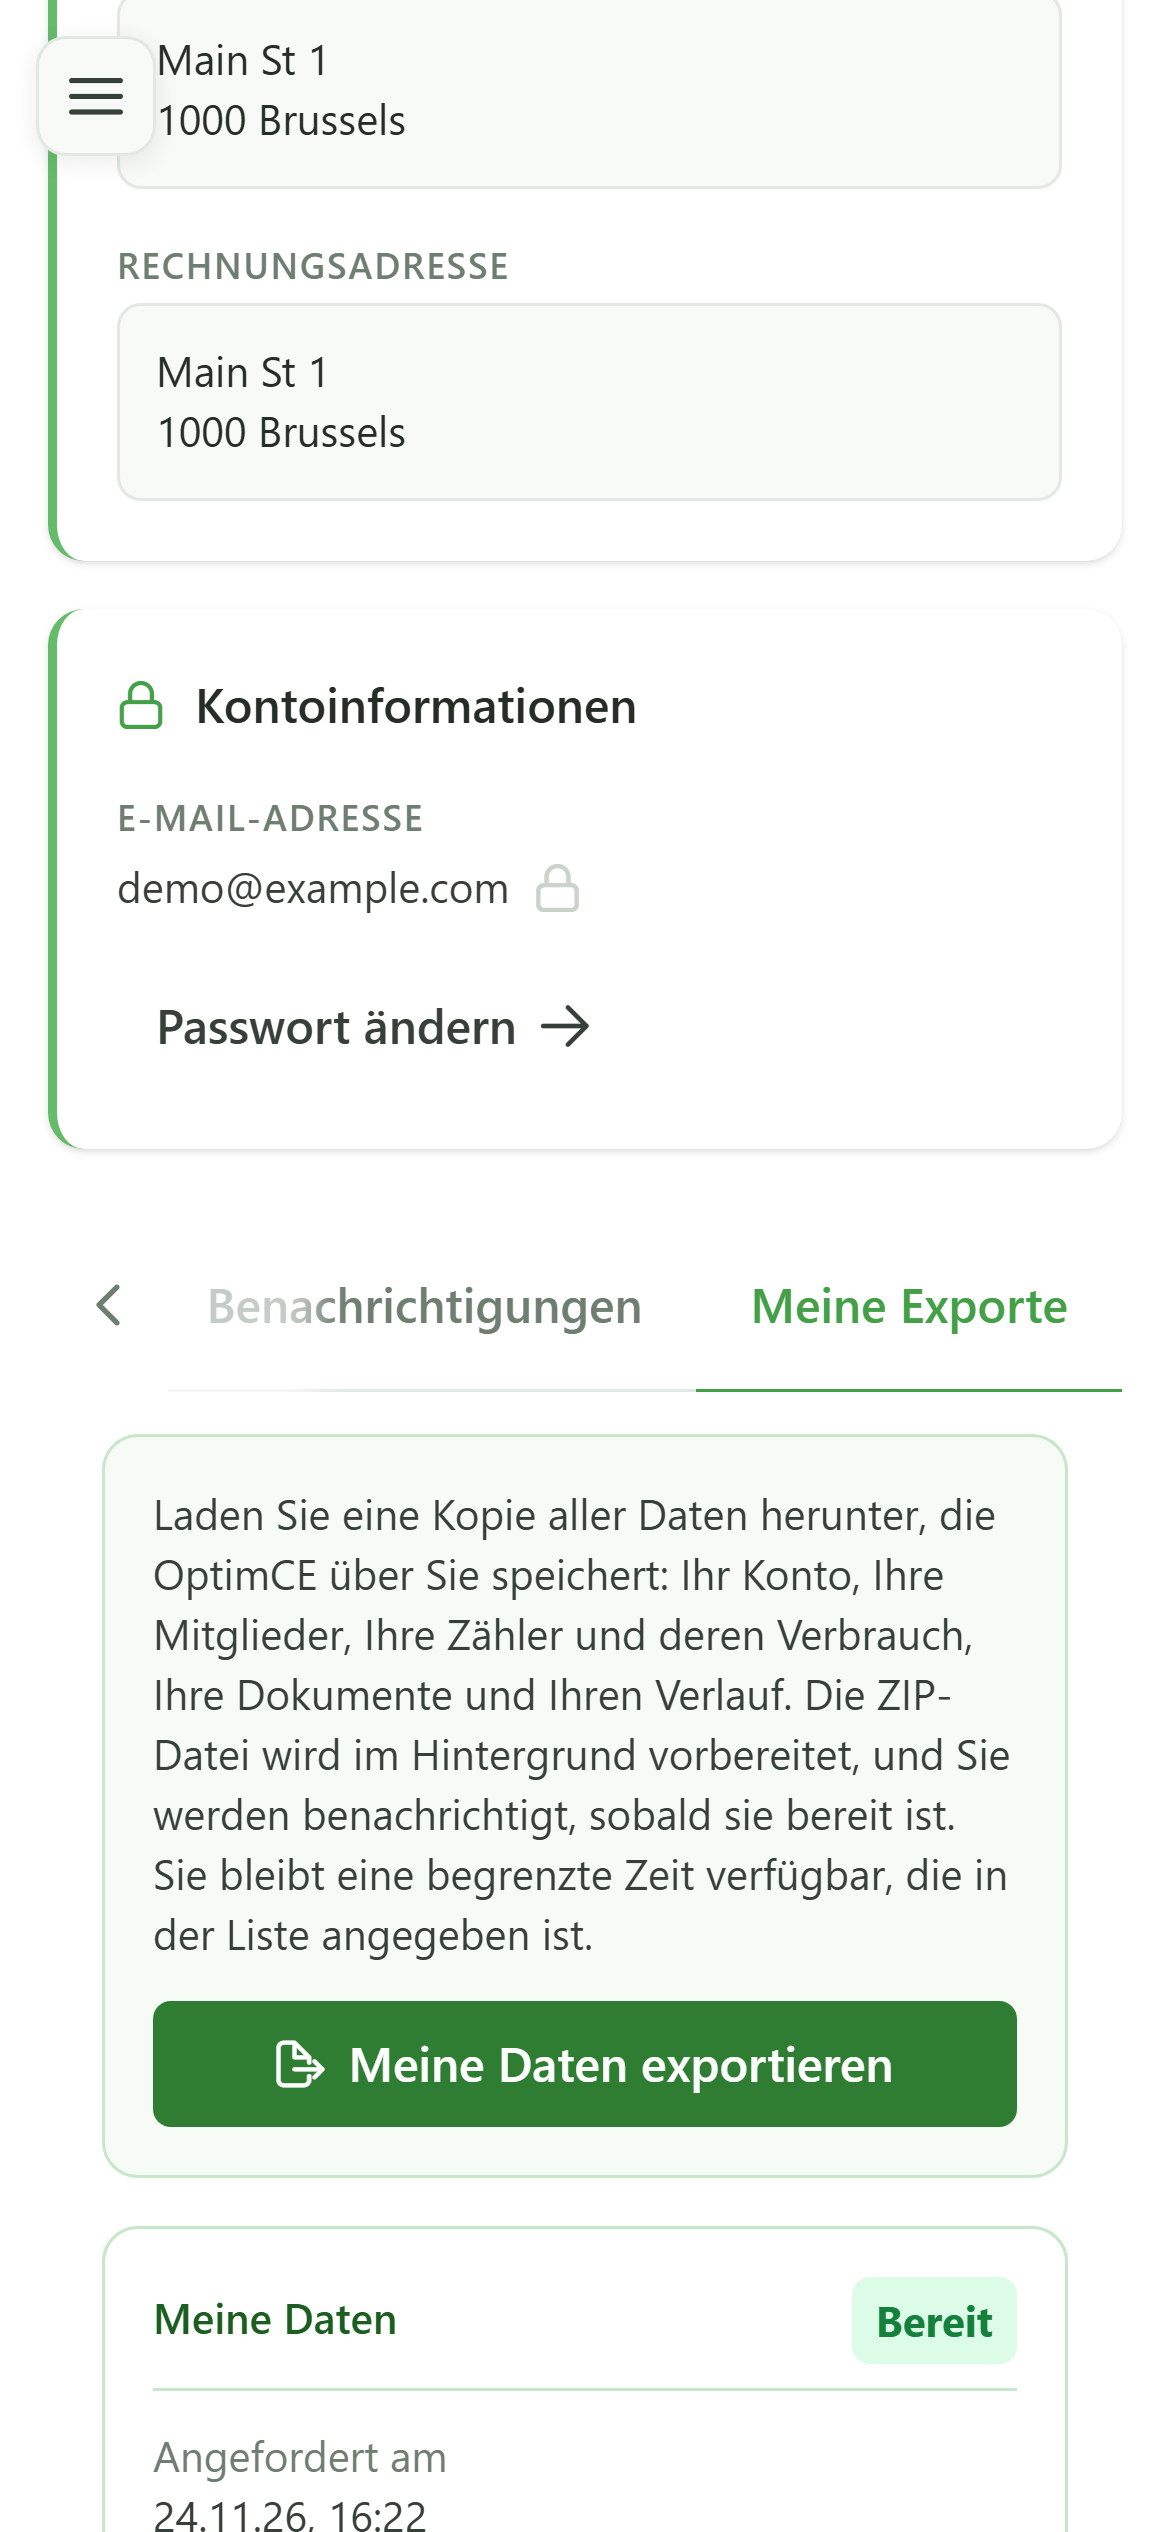 Main St 1
1000 Brussels
RECHNUNGSADRESSE
Main St 1
1000 Brussels
Kontoinformationen
E-MAIL-ADRESSE
demo@example.com
Passwort ändern
Benachrichtigungen
Meine Exporte
Laden Sie eine Kopie aller Daten herunter, die
OptimCE über Sie speichert: Ihr Konto, Ihre
Mitglieder, Ihre Zähler und deren Verbrauch,
Ihre Dokumente und Ihren Verlauf. Die ZIP-
Datei wird im Hintergrund vorbereitet, und Sie
werden benachrichtigt, sobald sie bereit ist.
Sie bleibt eine begrenzte Zeit verfügbar, die in
der Liste angegeben ist.
Meine Daten exportieren
Meine Daten
Bereit
Angefordert am
24.11.26, 16:22